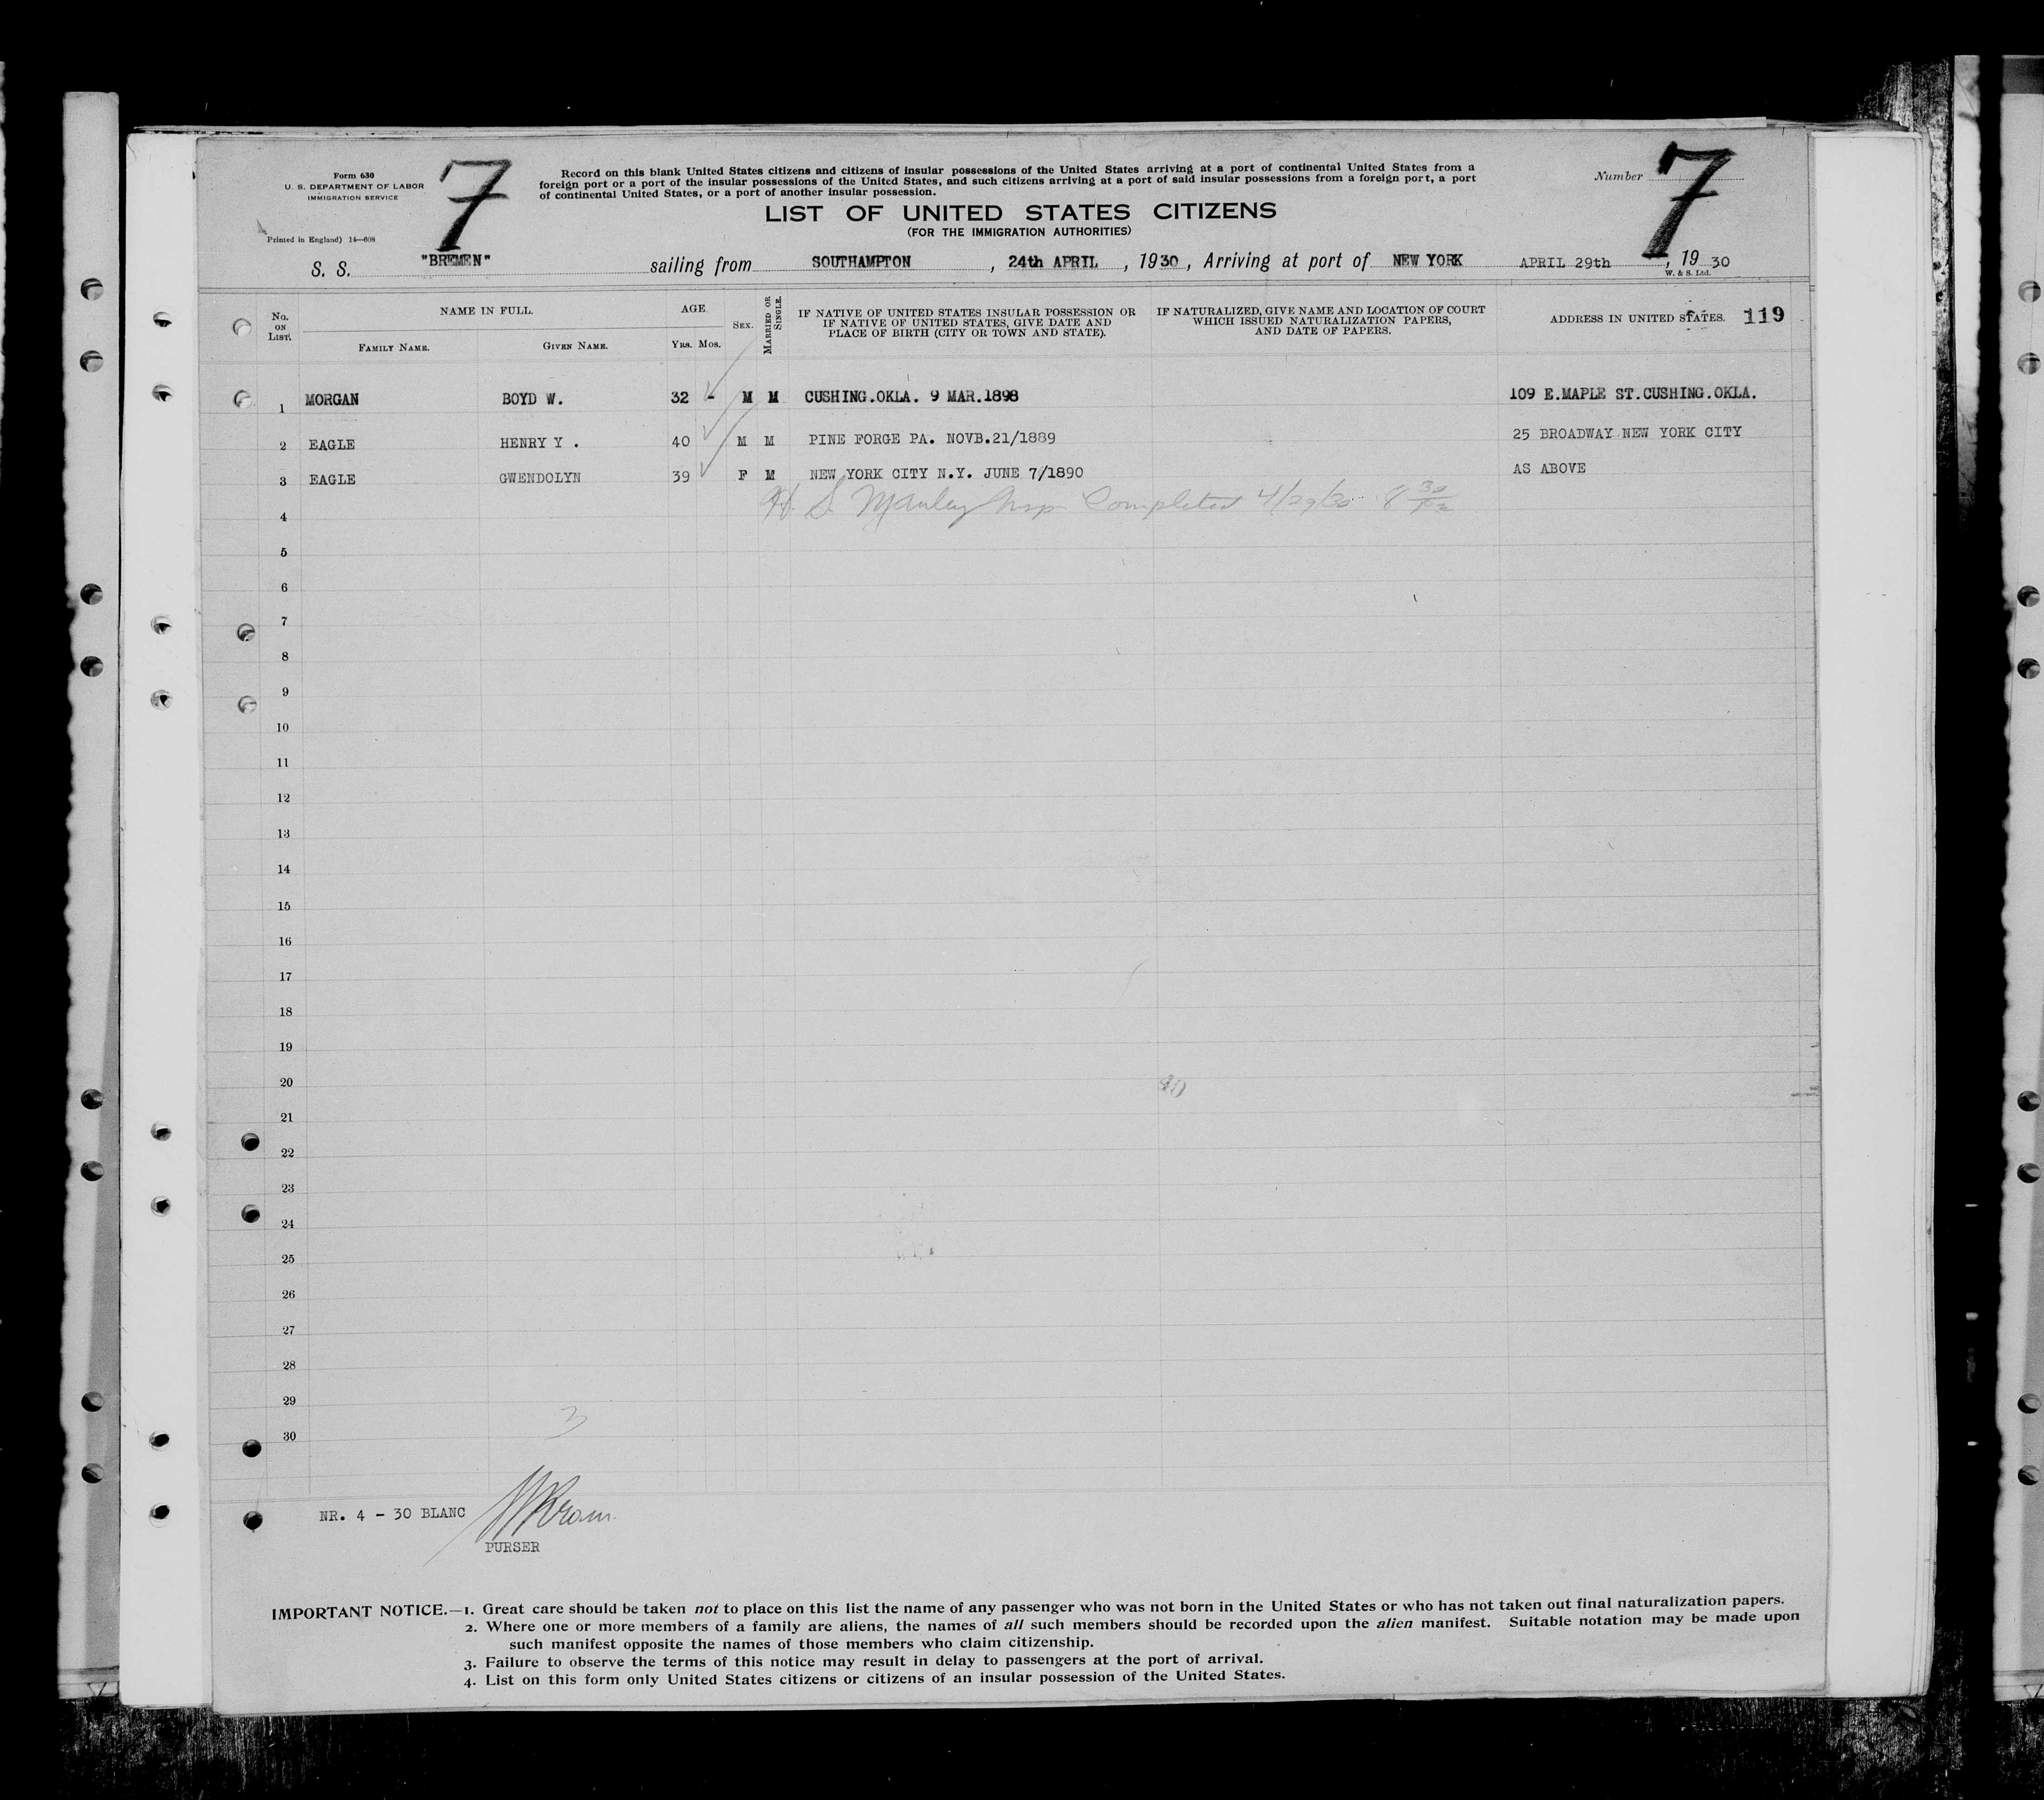 Form 630
U. S. DEPARTMENT OF LABOR
IMMIGRATION SERVICE
Printed in England) 14—608
7
Record on this blank United States citizens and citizens of insular possessions of the United States arriving at a port of continental United States from a
foreign port or a port of the insular possessions of the United States, and such citizens arriving at a port of said insular possessions from a foreign port, a port
of continental United States, or a port of another insular possession.
Number 7
LIST OF UNITED STATES CITIZENS
(FOR THE IMMIGRATION AUTHORITIES)
S. S. "BREMEN" sailing from SOUTHAMPTON, 24th APRIL, 1930, Arriving at port of NEW YORK APRIL 29th, 19 30
W. & S. Ltd.
No. ON LIST. NAME IN FULL. FAMILY NAME. GIVEN NAME. AGE YRS. MOS. SEX. MARRIED OR SINGLE. IF NATIVE OF UNITED STATES INSULAR POSSESSION OR IF NATIVE OF UNITED STATES, GIVE DATE AND PLACE OF BIRTH (CITY OR TOWN AND STATE). IF NATURALIZED, GIVE NAME AND LOCATION OF COURT WHICH ISSUED NATURALIZATION PAPERS, AND DATE OF PAPERS. ADDRESS IN UNITED STATES. 119
1 MORGAN BOYD W. 32 - M M CUSHING.OKLA. 9 MAR.1898 109 E.MAPLE ST.CUSHING.OKLA.
2 EAGLE HENRY Y . 40 M M PINE FORGE PA. NOVB.21/1889 25 BROADWAY NEW YORK CITY
3 EAGLE GWENDOLYN 39 F M NEW YORK CITY N.Y. JUNE 7/1890 AS ABOVE
H. S. Manley Insp Completed 4/29/30 8 30
4
5
6
7
8
9
10
11
12
13
14
15
16
17
18
19
20
21
22
23
24
25
26
27
28
29
3
30
NR. 4 - 30 BLANC
PURSER
IMPORTANT NOTICE.—1. Great care should be taken not to place on this list the name of any passenger who was not born in the United States or who has not taken out final naturalization papers.
2. Where one or more members of a family are aliens, the names of all such members should be recorded upon the alien manifest. Suitable notation may be made upon
such manifest opposite the names of those members who claim citizenship.
3. Failure to observe the terms of this notice may result in delay to passengers at the port of arrival.
4. List on this form only United States citizens or citizens of an insular possession of the United States.